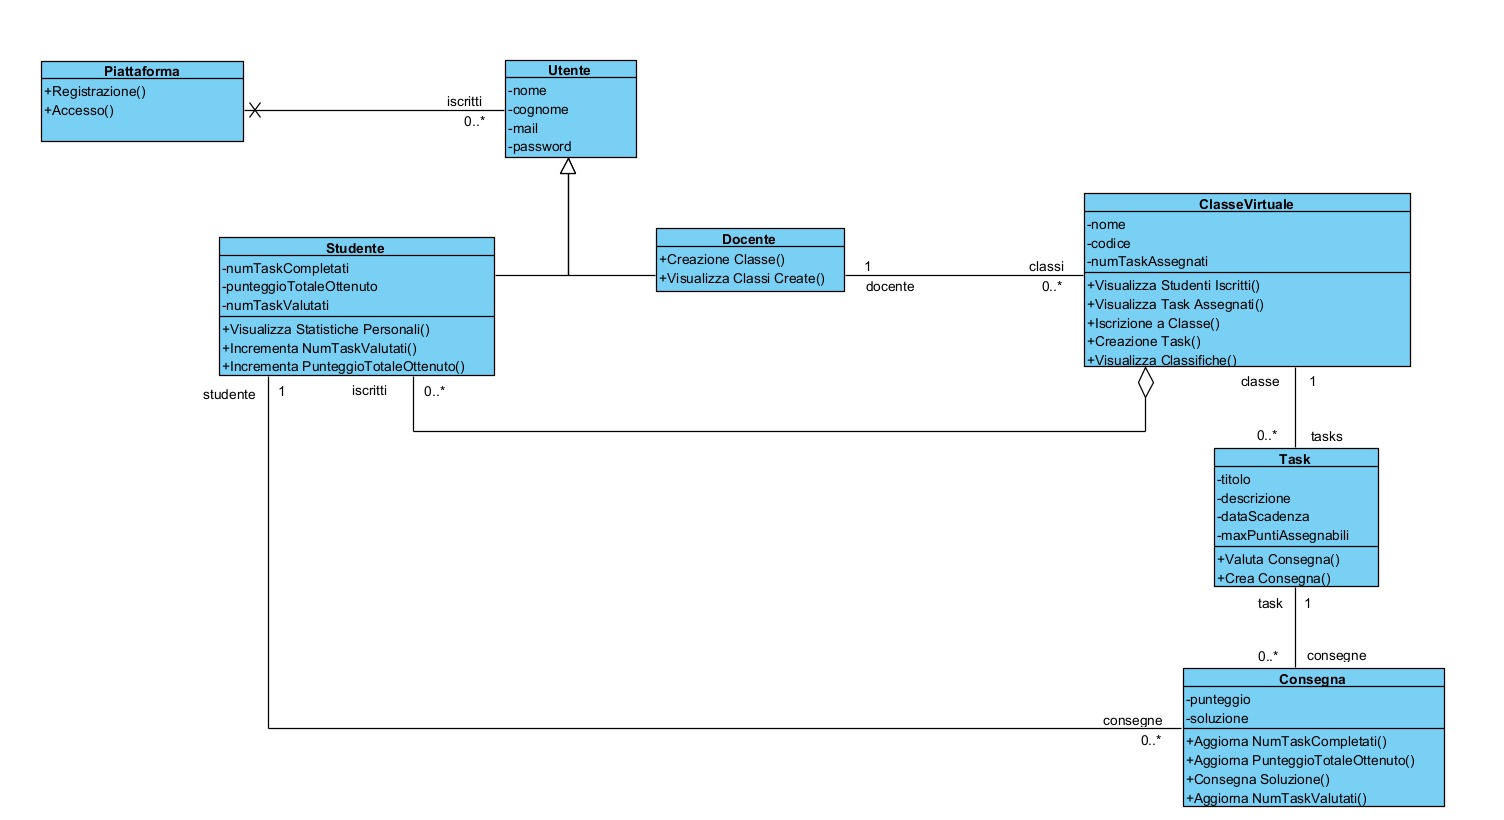 Piattaforma
+Registrazione()
+Accesso()
iscritti
0..*
Utente
-nome
-cognome
-mail
-password
Studente
-numTaskCompletati
-punteggioTotaleOttenuto
-numTaskValutati
+Visualizza Statistiche Personali()
+Incrementa NumTaskValutati()
+Incrementa PunteggioTotaleOttenuto()
Docente
+Creazione Classe()
+Visualizza Classi Create()
1
docente
classi
0..*
ClasseVirtuale
-nome
-codice
-numTaskAssegnati
+Visualizza Studenti Iscritti()
+Visualizza Task Assegnati()
+Iscrizione a Classe()
+Creazione Task()
+Visualizza Classifiche()
studente
1
iscritti
0..*
classe
1
0..*
tasks
Task
-titolo
-descrizione
-dataScadenza
-maxPuntiAssegnabili
+Valuta Consegna()
+Crea Consegna()
task
1
0..*
consegne
consegne
0..*
Consegna
-punteggio
-soluzione
+Aggiorna NumTaskCompletati()
+Aggiorna PunteggioTotaleOttenuto()
+Consegna Soluzione()
+Aggiorna NumTaskValutati()